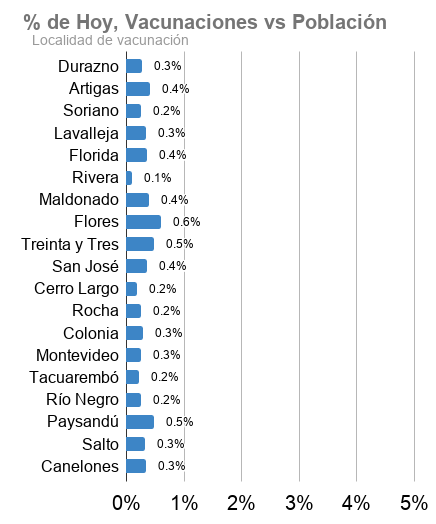 % de Hoy, Vacunaciones vs Población
Localidad de vacunación
Durazno 0.3%
Artigas 0.4%
Soriano 0.2%
Lavalleja 0.3%
Florida 0.4%
Rivera 0.1%
Maldonado 0.4%
Flores 0.6%
Treinta y Tres 0.5%
San José 0.4%
Cerro Largo 0.2%
Rocha 0.2%
Colonia 0.3%
Montevideo 0.3%
Tacuarembó 0.2%
Río Negro 0.2%
Paysandú 0.5%
Salto 0.3%
Canelones 0.3%
0% 1% 2% 3% 4% 5%